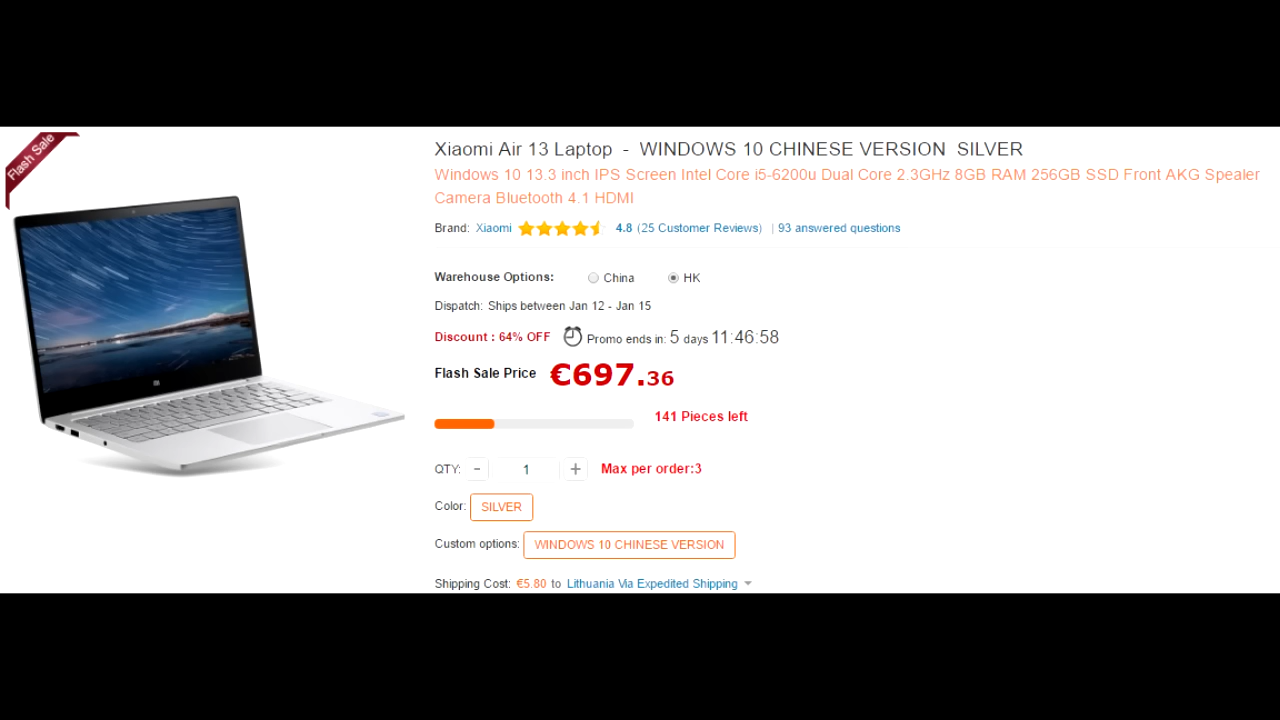 Flash Sale
Xiaomi Air 13 Laptop - WINDOWS 10 CHINESE VERSION SILVER
Windows 10 13.3 inch IPS Screen Intel Core i5-6200u Dual Core 2.3GHz 8GB RAM 256GB SSD Front AKG Spealer
Camera Bluetooth 4.1 HDMI
Brand: Xiaomi 4.8 (25 Customer Reviews) | 93 answered questions
Warehouse Options: China HK
Dispatch: Ships between Jan 12 - Jan 15
Discount : 64% OFF Promo ends in: 5 days 11:46:58
Flash Sale Price €697.36
141 Pieces left
QTY: - 1 + Max per order:3
Color: SILVER
Custom options: WINDOWS 10 CHINESE VERSION
Shipping Cost: €5.80 to Lithuania Via Expedited Shipping